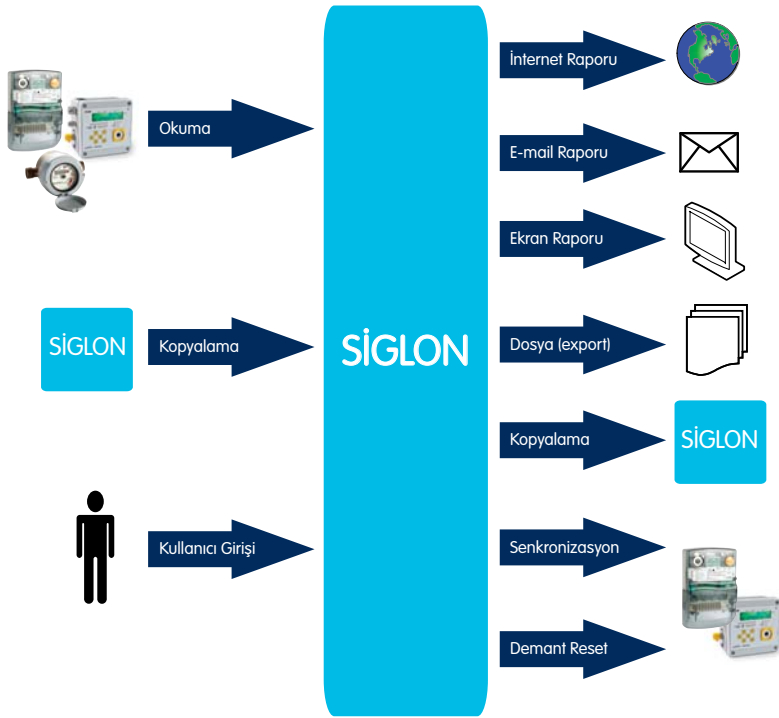 Okuma
SİGLON
Kopyalama
Kullanıcı Girişi
SİGLON
İnternet Raporu
E-mail Raporu
Ekran Raporu
Dosya (export)
Kopyalama
SİGLON
Senkronizasyon
Demant Reset